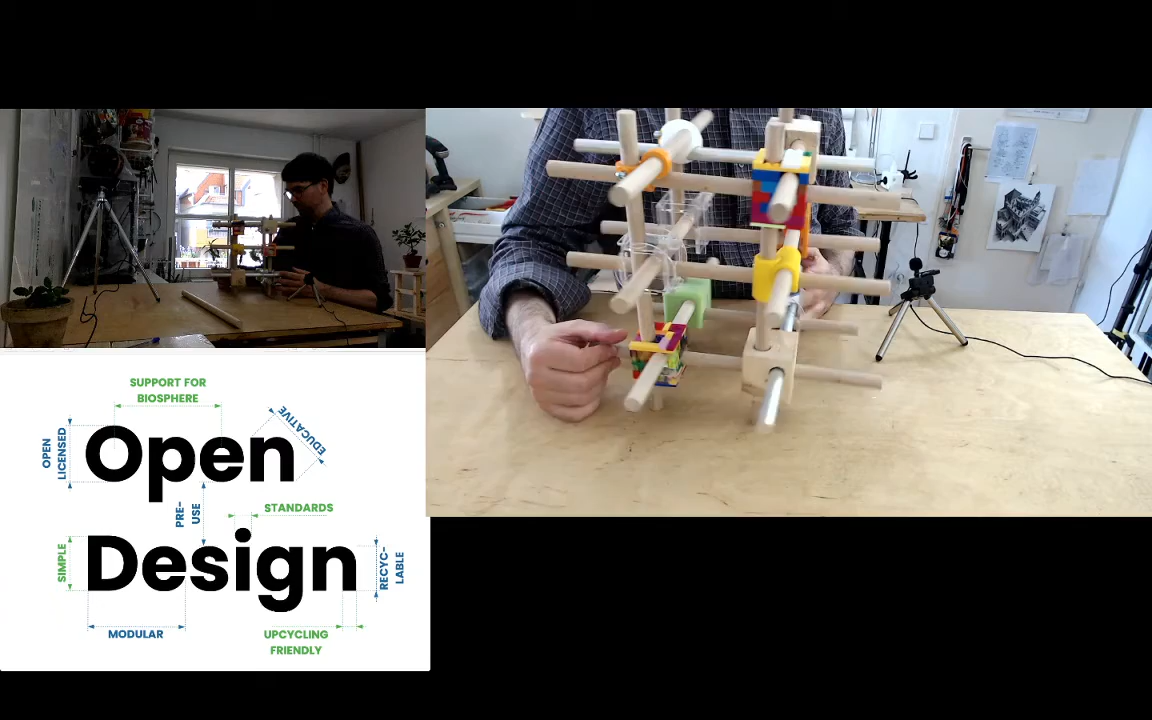 SUPPORT FOR
BIOSPHERE
OPEN
LICENSED
EDUCATIVE
Open
PRE-
USE
STANDARDS
SIMPLE
Design
RECYC-
LABLE
MODULAR
UPCYCLING
FRIENDLY